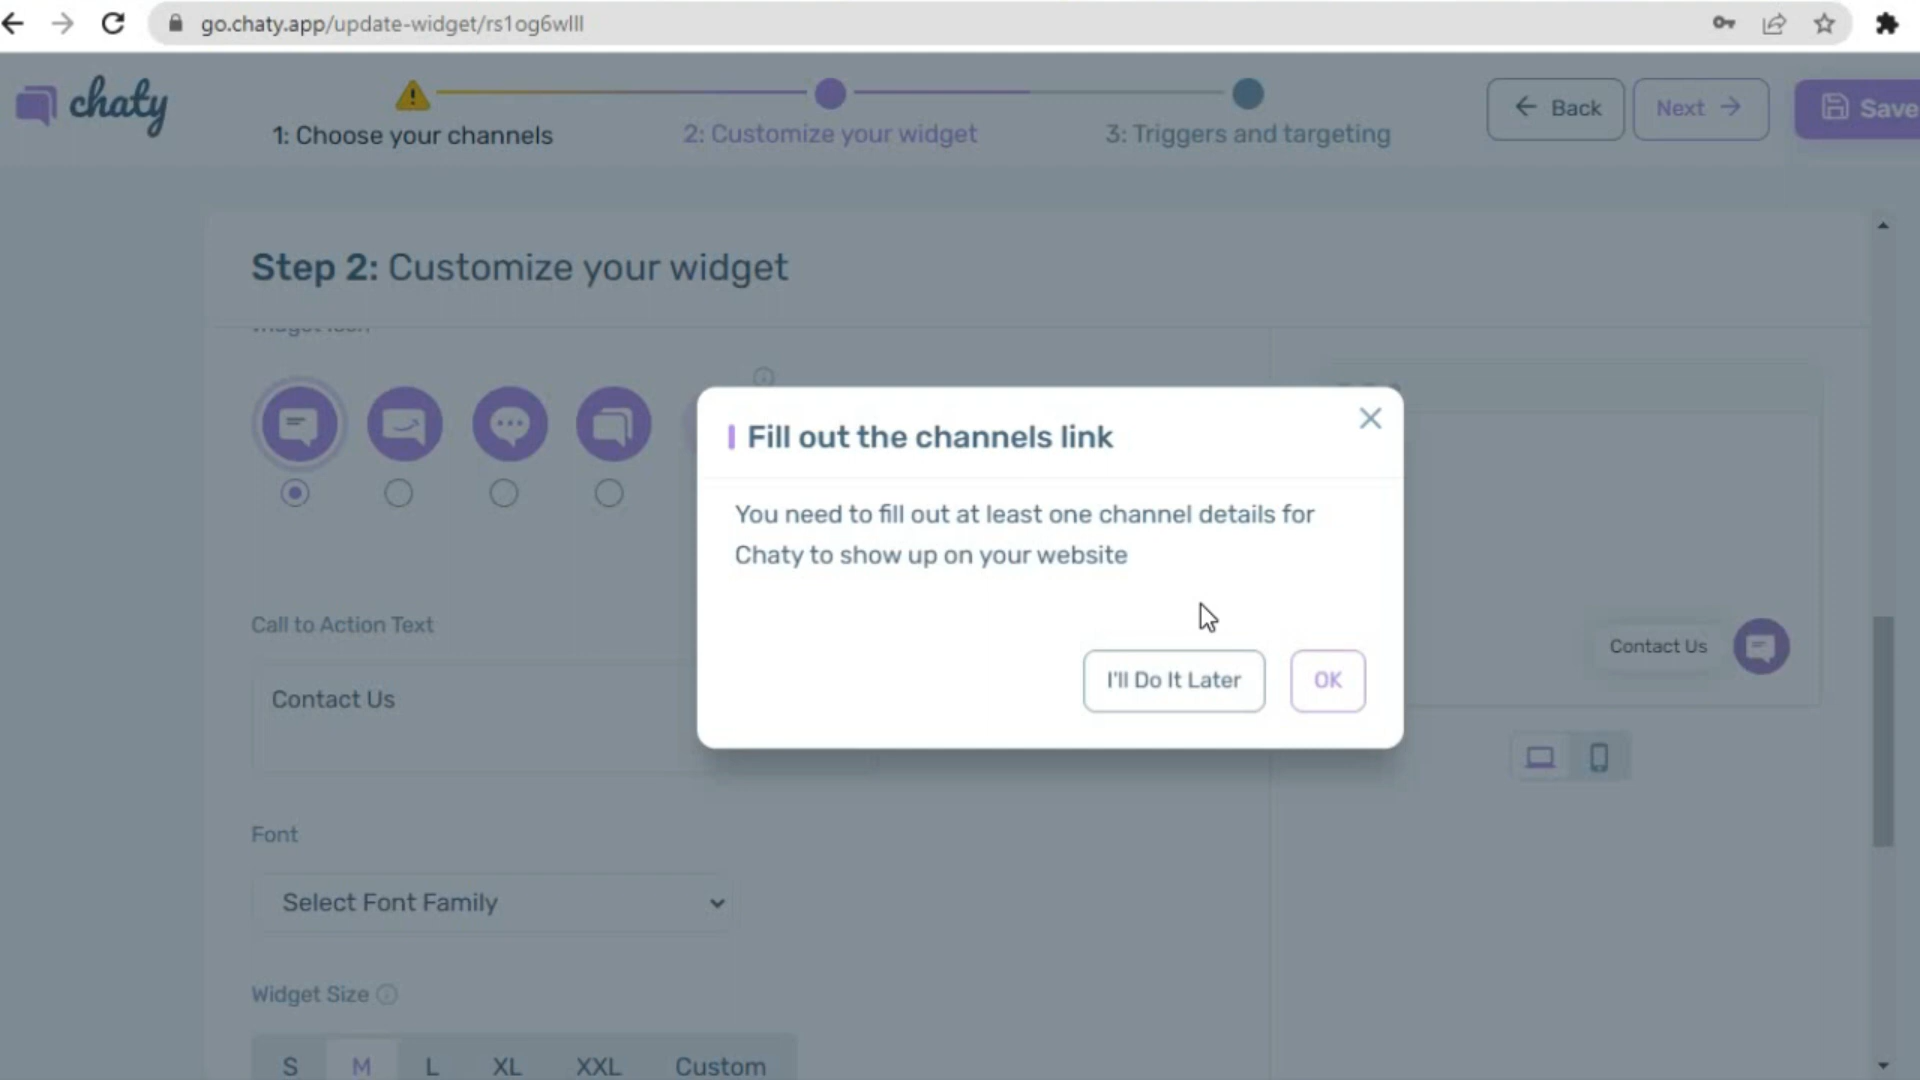 go.chaty.app/update-widget/rs1og6wlll
chaty
1: Choose your channels
2: Customize your widget
3: Triggers and targeting
Back
Next
Save
Step 2: Customize your widget
Widget Icon
Fill out the channels link
You need to fill out at least one channel details for
Chaty to show up on your website
I'll Do It Later
OK
Call to Action Text
Contact Us
Contact Us
Font
Select Font Family
Widget Size
S M L XL XXL Custom